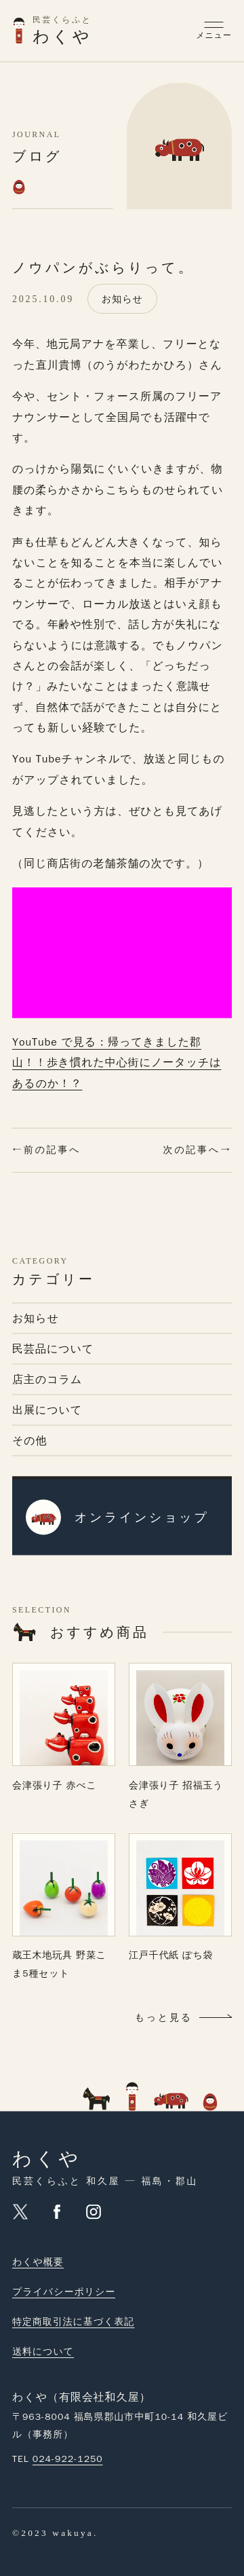 民芸くらふと
わくや
メニュー
JOURNAL
ブログ
ノウパンがぶらりって。
2025.10.09
お知らせ
今年、地元局アナを卒業し、フリーとなっ
た直川貴博（のうがわたかひろ）さん
今や、セント・フォース所属のフリーア
ナウンサーとして全国局でも活躍中で
す。
のっけから陽気にぐいぐいきますが、物
腰の柔らかさからこちらものせられてい
きます。
声も仕草もどんどん大きくなって、知ら
ないことを知ることを本当に楽しんでい
ることが伝わってきました。相手がアナ
ウンサーで、ローカル放送とはいえ顔も
でる。年齢や性別で、話し方が失礼にな
らないようには意識する。でもノウパン
さんとの会話が楽しく、「どっちだっ
け？」みたいなことはまったく意識せ
ず、自然体で話ができたことは自分にと
っても新しい経験でした。
You Tubeチャンネルで、放送と同じもの
がアップされていました。
見逃したという方は、ぜひとも見てあげ
てください。
（同じ商店街の老舗茶舗の次です。）
YouTube で見る：帰ってきました郡
山！！歩き慣れた中心街にノータッチは
あるのか！？
←前の記事へ
次の記事へ→
CATEGORY
カテゴリー
お知らせ
民芸品について
店主のコラム
出展について
その他
オンラインショップ
SELECTION
おすすめ商品
会津張り子 赤べこ
会津張り子 招福玉う
さぎ
蔵王木地玩具 野菜こ
ま5種セット
江戸千代紙 ぽち袋
もっと見る
わくや
民芸くらふと 和久屋 — 福島・郡山
わくや概要
プライバシーポリシー
特定商取引法に基づく表記
送料について
わくや（有限会社和久屋）
〒963-8004 福島県郡山市中町10-14 和久屋ビ
ル（事務所）
TEL 024-922-1250
©2023 wakuya.